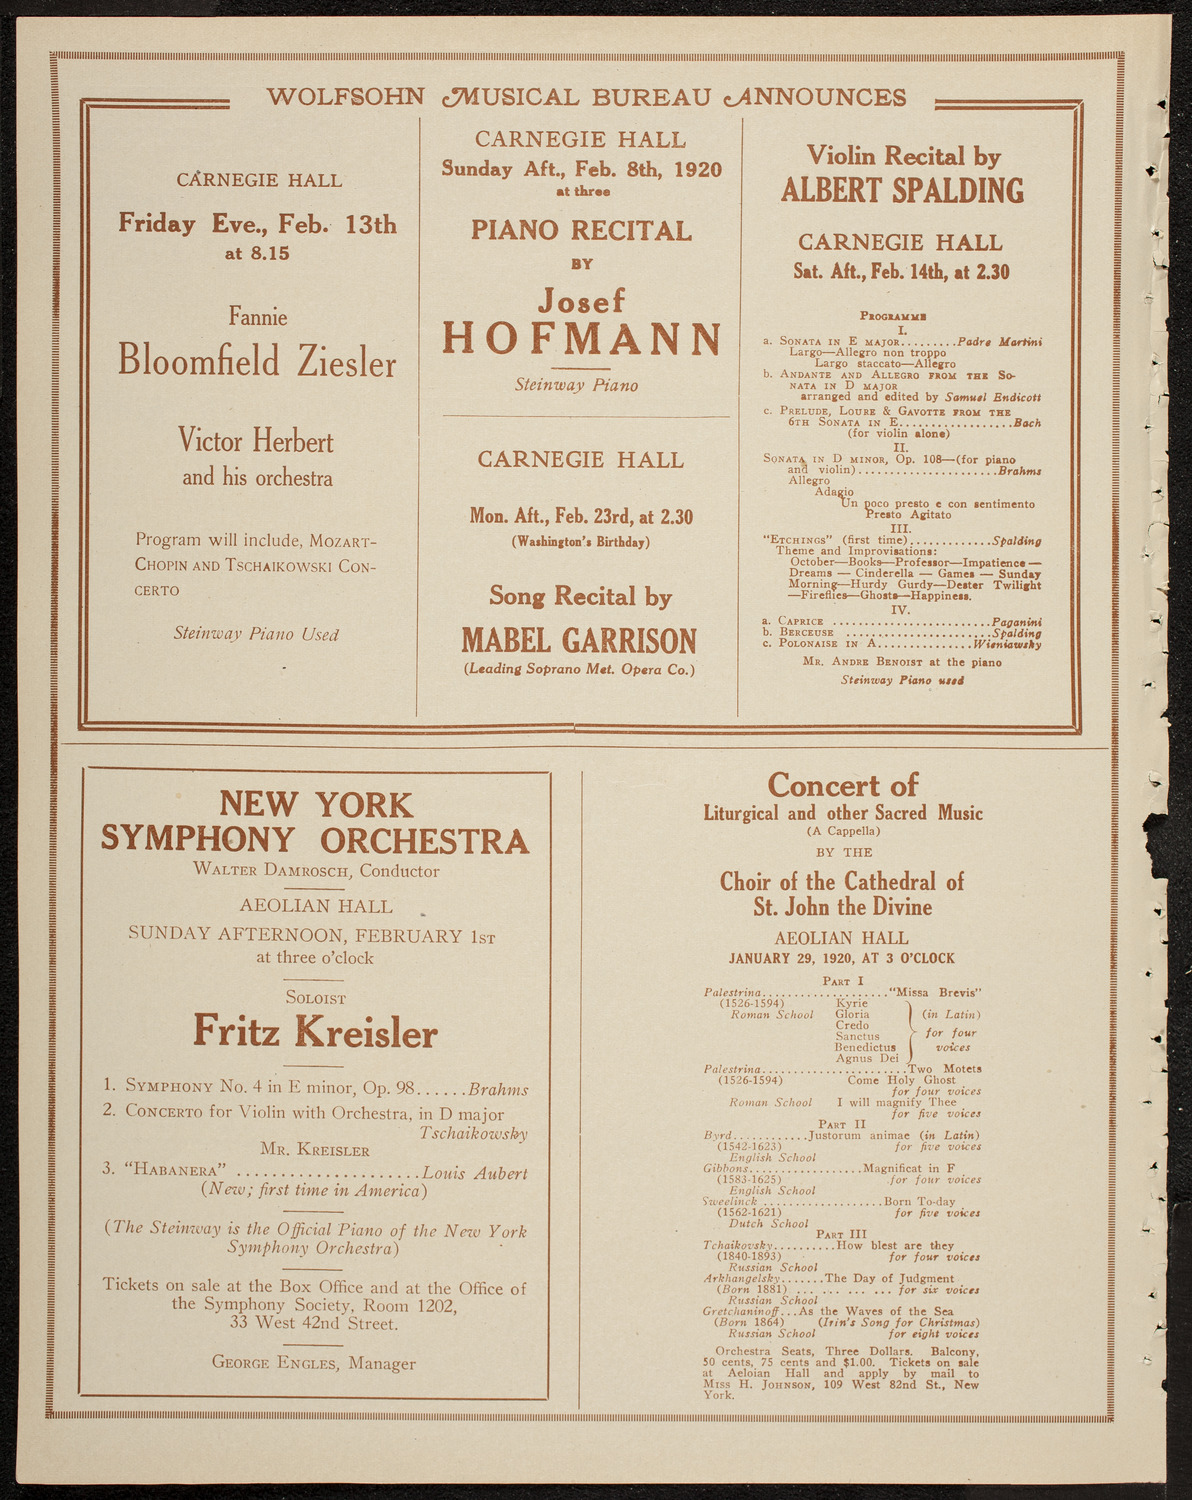 WOLFSOHN MUSICAL BUREAU ANNOUNCES
CARNEGIE HALL
Friday Eve., Feb. 13th
at 8.15
Fannie
Bloomfield Ziesler
Victor Herbert
and his orchestra
Program will include, MOZART-
CHOPIN AND TSCHAIKOWSKI CON-
CERTO
Steinway Piano Used
CARNEGIE HALL
Sunday Aft., Feb. 8th, 1920
at three
PIANO RECITAL
BY
Josef
HOFMANN
Steinway Piano
CARNEGIE HALL
Mon. Aft., Feb. 23rd, at 2.30
(Washington's Birthday)
Song Recital by
MABEL GARRISON
(Leading Soprano Met. Opera Co.)
Violin Recital by
ALBERT SPALDING
CARNEGIE HALL
Sat. Aft., Feb. 14th, at 2.30
PROGRAMME
I.
a. SONATA IN E MAJOR.........Padre Martini
Largo—Allegro non troppo
Largo staccato—Allegro
b. ANDANTE AND ALLEGRO FROM THE SO-
NATA IN D MAJOR
arranged and edited by Samuel Endicott
c. PRELUDE, LOURE & GAVOTTE FROM THE
6TH SONATA IN E..................Bach
(for violin alone)
II.
SONATA IN D MINOR, Op. 108—(for piano
and violin)......................Brahms
Allegro
Adagio
Un poco presto e con sentimento
Presto Agitato
III.
"ETCHINGS" (first time)............Spalding
Theme and Improvisations:
October—Books—Professor—Impatience—
Dreams — Cinderella — Games — Sunday
Morning—Hurdy Gurdy—Dester Twilight
—Fireflies—Ghosts—Happiness.
IV.
a. CAPRICE .........................Paganini
b. BERCEUSE .......................Spalding
c. POLONAISE IN A...............Wieniawsky
MR. ANDRE BENOIST at the piano
Steinway Piano used
NEW YORK
SYMPHONY ORCHESTRA
WALTER DAMROSCH, Conductor
AEOLIAN HALL
SUNDAY AFTERNOON, FEBRUARY 1ST
at three o'clock
SOLOIST
Fritz Kreisler
1. SYMPHONY No. 4 in E minor, Op. 98......Brahms
2. CONCERTO for Violin with Orchestra, in D major
Tschaikowsky
MR. KREISLER
3. "HABANERA" .....................Louis Aubert
(New; first time in America)
(The Steinway is the Official Piano of the New York
Symphony Orchestra)
Tickets on sale at the Box Office and at the Office of
the Symphony Society, Room 1202,
33 West 42nd Street.
GEORGE ENGLES, Manager
Concert of
Liturgical and other Sacred Music
(A Cappella)
BY THE
Choir of the Cathedral of
St. John the Divine
AEOLIAN HALL
JANUARY 29, 1920, AT 3 O'CLOCK
PART I
Palestrina...................."Missa Brevis"
(1526-1594) Kyrie
Roman School Gloria (in Latin)
Credo
Sanctus for four
Benedictus voices
Agnus Dei
Palestrina.......................Two Motets
(1526-1594) Come Holy Ghost
for four voices
Roman School I will magnify Thee
for five voices
PART II
Byrd............Justorum animae (in Latin)
(1542-1623) for five voices
English School
Gibbons..................Magnificat in F
(1583-1625) for four voices
English School
Sweelinck ...................Born To-day
(1562-1621) for five voices
Dutch School
PART III
Tchaikovsky..........How blest are they
(1840-1893) for four voices
Russian School
Arkhangelsky.......The Day of Judgment
(Born 1881) ... ... ... ... for six voices
Russian School
Gretchaninoff...As the Waves of the Sea
(Born 1864) (Irin's Song for Christmas)
Russian School for eight voices
Orchestra Seats, Three Dollars. Balcony,
50 cents, 75 cents and $1.00. Tickets on sale
at Aeloian Hall and apply by mail to
MISS H. JOHNSON, 109 West 82nd St., New
York.